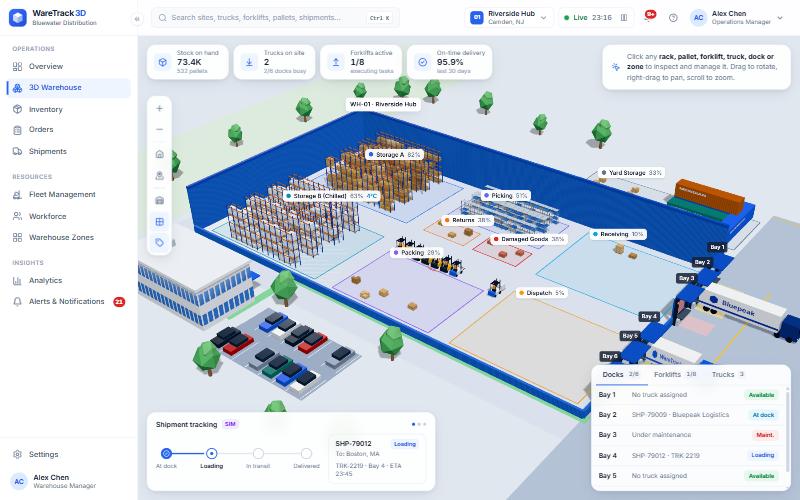 WareTrack 3D
Bluewater Distribution
Search sites, trucks, forklifts, pallets, shipments...
Ctrl K
01
Riverside Hub
Camden, NJ
Live 23:16
9+
AC
Alex Chen
Operations Manager
OPERATIONS
Overview
3D Warehouse
Inventory
Orders
Shipments
RESOURCES
Fleet Management
Workforce
Warehouse Zones
INSIGHTS
Analytics
Alerts & Notifications 21
Settings
AC
Alex Chen
Warehouse Manager
Stock on hand
73.4K
532 pallets
Trucks on site
2
2/6 docks busy
Forklifts active
1/8
executing tasks
On-time delivery
95.9%
last 30 days
Click any rack, pallet, forklift, truck, dock or
zone to inspect and manage it. Drag to rotate,
right-drag to pan, scroll to zoom.
WH-01 · Riverside Hub
Storage A 82%
Yard Storage 33%
Storage B (Chilled) 63% 4°C
Picking 51%
Returns 38%
Damaged Goods 38%
Receiving 10%
Packing 28%
Dispatch 5%
Bay 1
Bay 2
Bay 3
Bay 4
Bay 5
Bay 6
Bluepeak
Shipment tracking SIM
At dock
Loading
In transit
Delivered
SHP-79012 Loading
To: Boston, MA
TRK-2219 · Bay 4 · ETA
23:45
Docks 2/6 Forklifts 1/8 Trucks 3
Bay 1 No truck assigned Available
Bay 2 SHP-79009 · Bluepeak Logistics At dock
Bay 3 Under maintenance Maint.
Bay 4 SHP-79012 · TRK-2219 Loading
Bay 5 No truck assigned Available